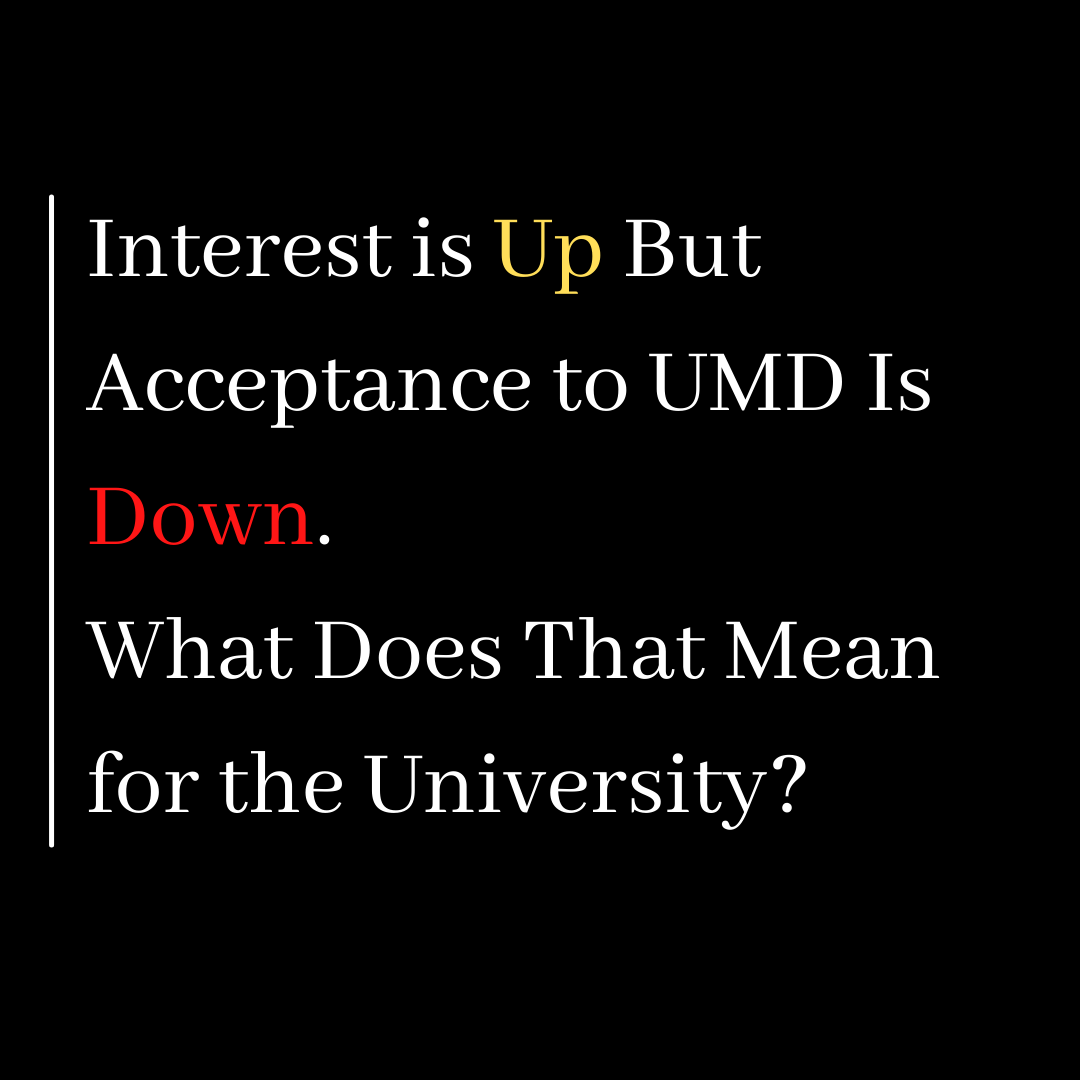 Interest is Up But
Acceptance to UMD Is
Down.
What Does That Mean
for the University?